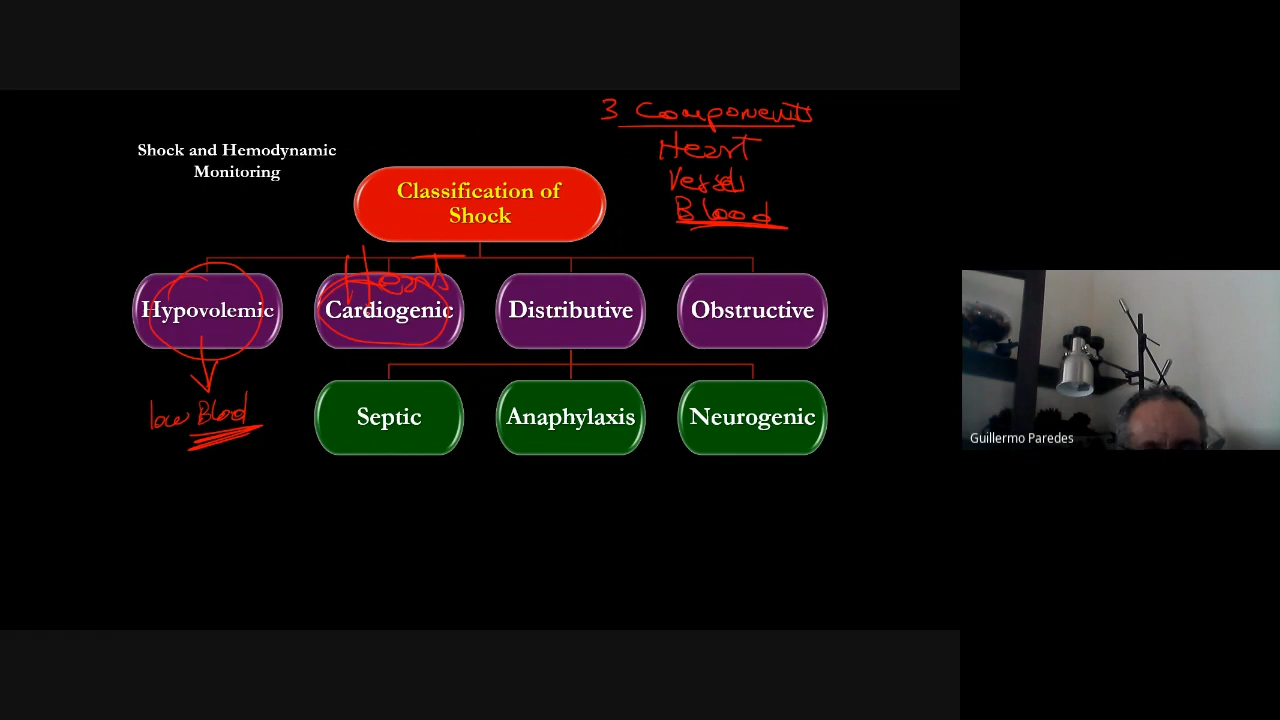 3 Components
Heart
Vessels
Blood
Shock and Hemodynamic
Monitoring
Classification of
Shock
Heart
Hypovolemic
Cardiogenic
Distributive
Obstructive
low Blood
Septic
Anaphylaxis
Neurogenic
Guillermo Paredes